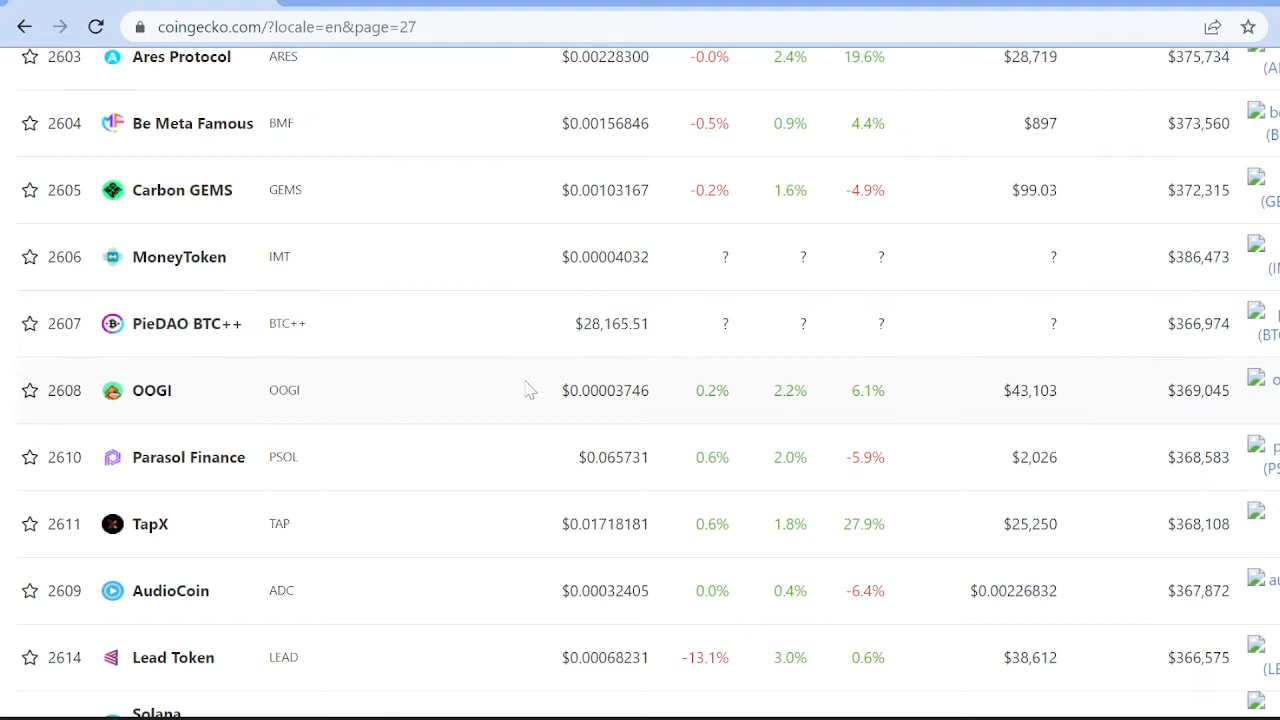 coingecko.com/?locale=en&page=27
2603 Ares Protocol ARES $0.00228300 -0.0% 2.4% 19.6% $28,719 $375,734
(A
2604 Be Meta Famous BMF $0.00156846 -0.5% 0.9% 4.4% $897 $373,560 be
(B
2605 Carbon GEMS GEMS $0.00103167 -0.2% 1.6% -4.9% $99.03 $372,315
(GE
2606 MoneyToken IMT $0.00004032 ? ? ? ? $386,473
(I
2607 PieDAO BTC++ BTC++ $28,165.51 ? ? ? ? $366,974
(BTC
2608 OOGI OOGI $0.00003746 0.2% 2.2% 6.1% $43,103 $369,045 o
2610 Parasol Finance PSOL $0.065731 0.6% 2.0% -5.9% $2,026 $368,583 p
(PS
2611 TapX TAP $0.01718181 0.6% 1.8% 27.9% $25,250 $368,108
2609 AudioCoin ADC $0.00032405 0.0% 0.4% -6.4% $0.00226832 $367,872 au
2614 Lead Token LEAD $0.00068231 -13.1% 3.0% 0.6% $38,612 $366,575
(LE
Solana